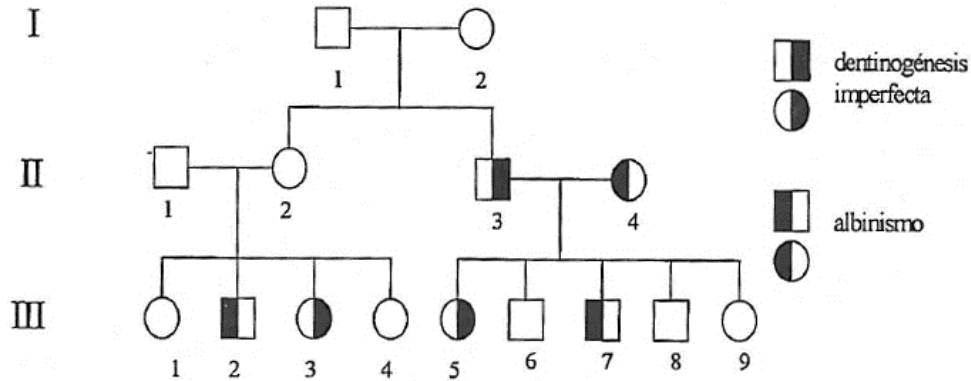 I
1 2
dentinogénesis
imperfecta
II
1 2 3 4
albinismo
III
1 2 3 4 5 6 7 8 9